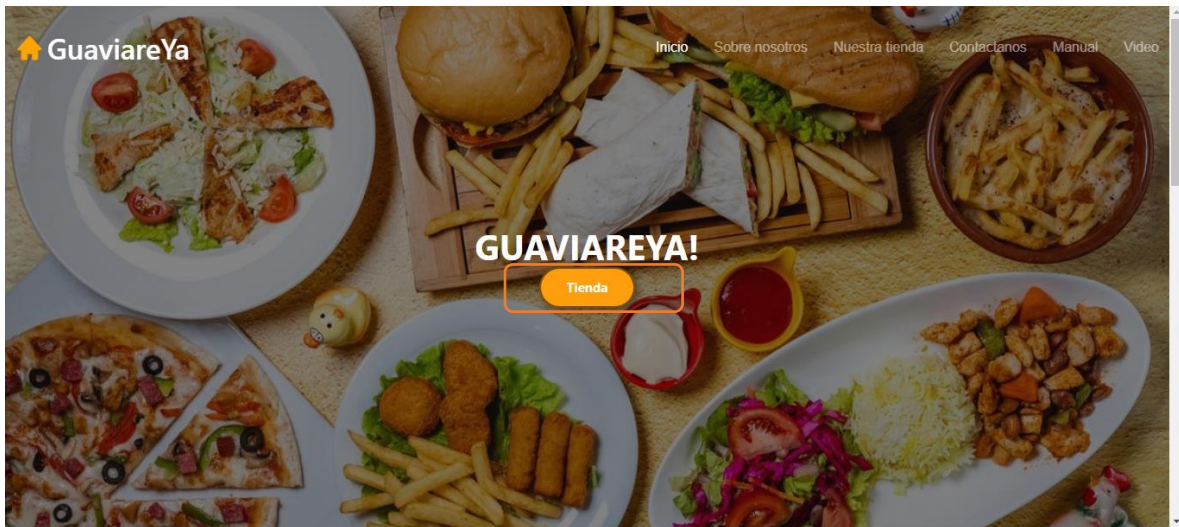 GuaviareYa
Inicio Sobre nosotros Nuestra tienda Contactanos Manual Video
GUAVIAREYA!
Tienda